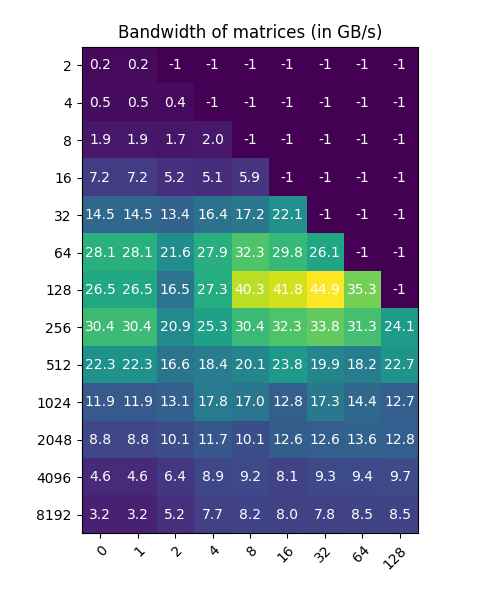 Bandwidth of matrices (in GB/s)
2 0.2 0.2 -1 -1 -1 -1 -1 -1 -1
4 0.5 0.5 0.4 -1 -1 -1 -1 -1 -1
8 1.9 1.9 1.7 2.0 -1 -1 -1 -1 -1
16 7.2 7.2 5.2 5.1 5.9 -1 -1 -1 -1
32 14.5 14.5 13.4 16.4 17.2 22.1 -1 -1 -1
64 28.1 28.1 21.6 27.9 32.3 29.8 26.1 -1 -1
128 26.5 26.5 16.5 27.3 40.3 41.8 44.9 35.3 -1
256 30.4 30.4 20.9 25.3 30.4 32.3 33.8 31.3 24.1
512 22.3 22.3 16.6 18.4 20.1 23.8 19.9 18.2 22.7
1024 11.9 11.9 13.1 17.8 17.0 12.8 17.3 14.4 12.7
2048 8.8 8.8 10.1 11.7 10.1 12.6 12.6 13.6 12.8
4096 4.6 4.6 6.4 8.9 9.2 8.1 9.3 9.4 9.7
8192 3.2 3.2 5.2 7.7 8.2 8.0 7.8 8.5 8.5
0 1 2 4 8 16 32 64 128